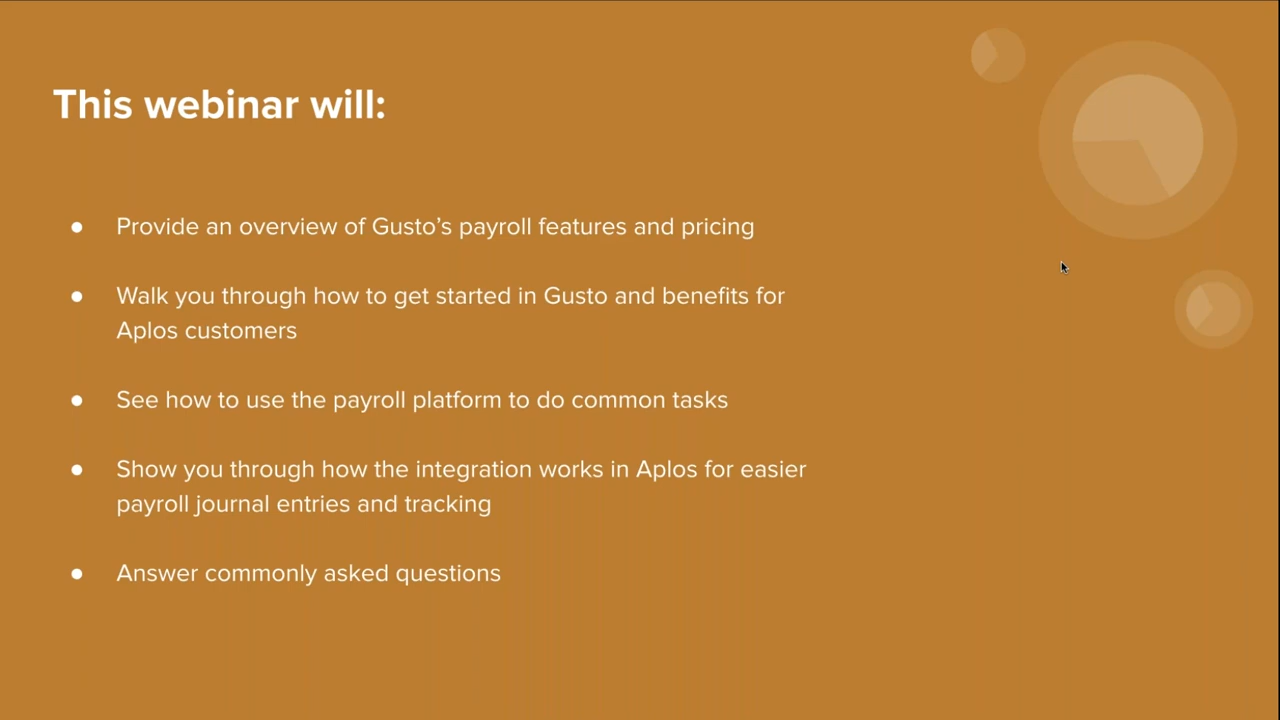 This webinar will:
● Provide an overview of Gusto’s payroll features and pricing
● Walk you through how to get started in Gusto and benefits for
Aplos customers
● See how to use the payroll platform to do common tasks
● Show you through how the integration works in Aplos for easier
payroll journal entries and tracking
● Answer commonly asked questions